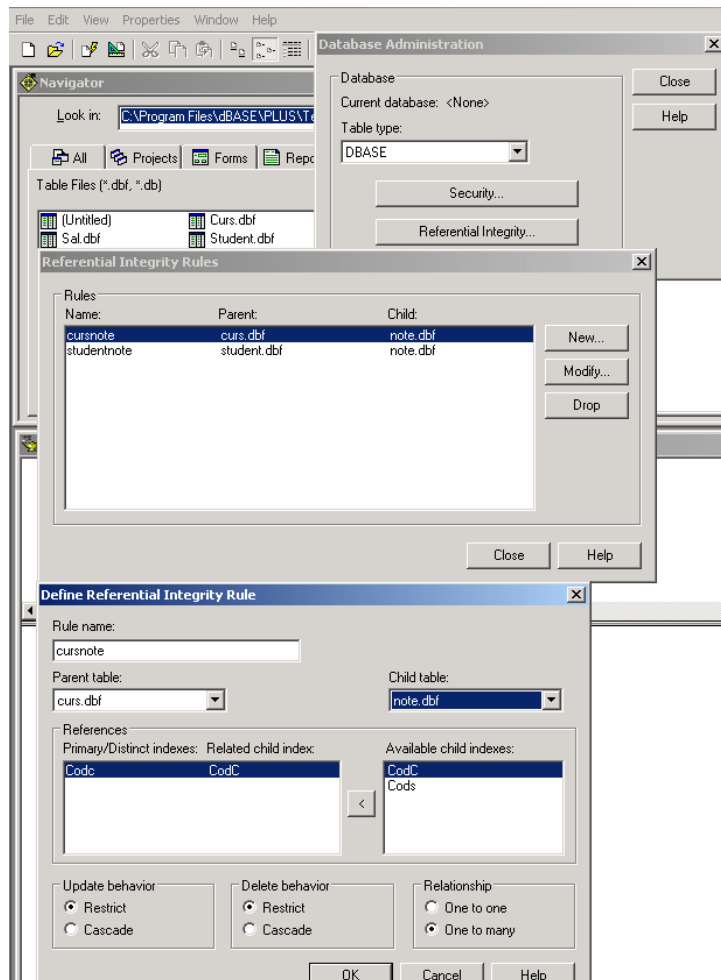 File Edit View Properties Window Help
Database Administration
Navigator
Look in: C:\Program Files\dBASE\PLUS\Te
All Projects Forms Repo
Table Files (*.dbf, *.db)
(Untitled) Curs.dbf
Sal.dbf Student.dbf
Database
Current database: <None>
Table type:
DBASE
Security...
Referential Integrity...
Close
Help
Referential Integrity Rules
Rules
Name: Parent: Child:
cursnote curs.dbf note.dbf
studentnote student.dbf note.dbf
New...
Modify...
Drop
Close Help
Define Referential Integrity Rule
Rule name:
cursnote
Parent table: Child table:
curs.dbf note.dbf
References
Primary/Distinct indexes: Related child index: Available child indexes:
Codc CodC CodC
Cods
<
Update behavior Delete behavior Relationship
Restrict Restrict One to one
Cascade Cascade One to many
OK Cancel Help